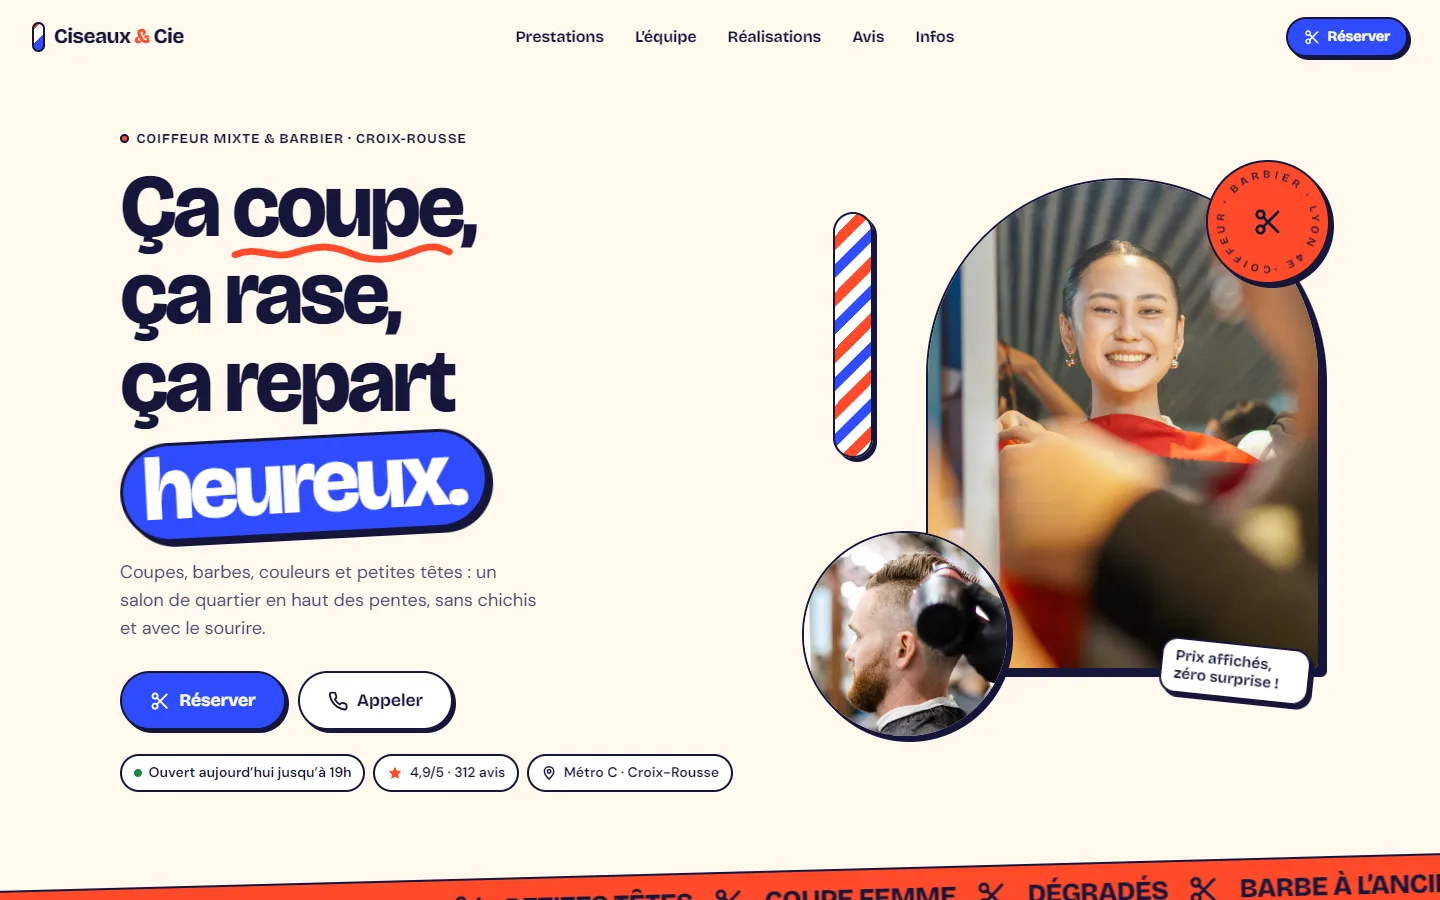 Ciseaux & Cie
Prestations
L'équipe
Réalisations
Avis
Infos
Réserver
COIFFEUR MIXTE & BARBIER · CROIX-ROUSSE
Ça coupe,
ça rase,
ça repart
heureux.
Coupes, barbes, couleurs et petites têtes : un
salon de quartier en haut des pentes, sans chichis
et avec le sourire.
Réserver
Appeler
Ouvert aujourd'hui jusqu'à 19h
4,9/5 · 312 avis
Métro C · Croix-Rousse
COIFFEUR · BARBIER · LYON 4E ·
Prix affichés,
zéro surprise !
PETITES TÊTES
COUPE FEMME
DÉGRADÉS
BARBE À L'ANCI